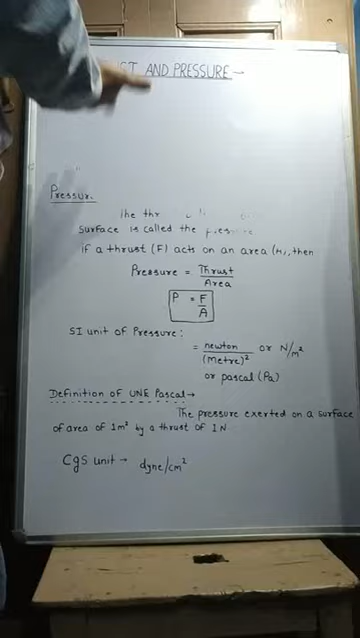 AND PRESSURE →
Pressure
The thr
surface is called the pressure
if a thrust (F) acts on an area (A), then
Pressure = Thrust
Area
P = F
A
SI unit of Pressure:
= newton or N/m²
(Metre)²
or pascal (Pa)
Definition of ONE Pascal →
The pressure exerted on a surface
of area of 1m² by a thrust of 1N
CgS unit → dyne/cm²